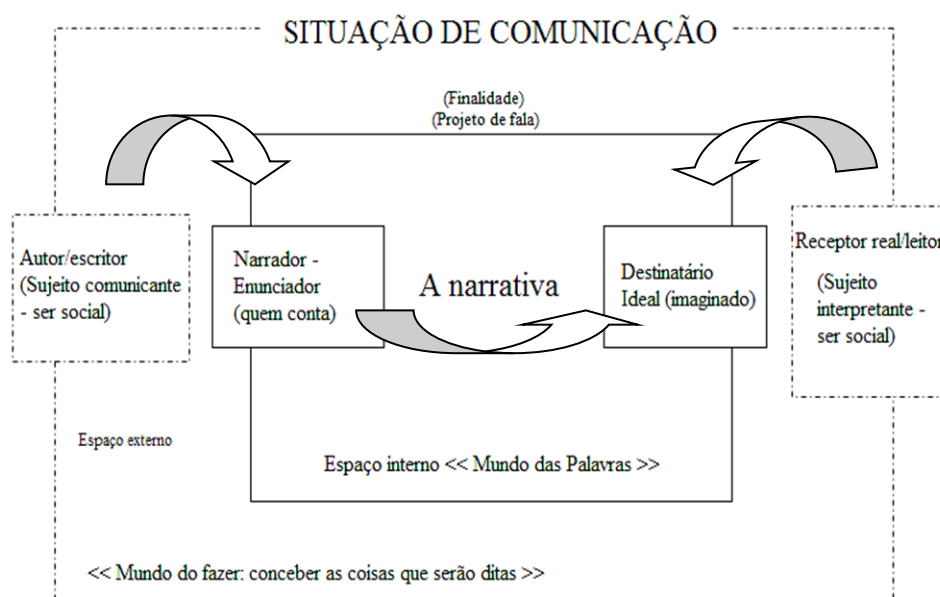 SITUAÇÃO DE COMUNICAÇÃO
(Finalidade)
(Projeto de fala)
Autor/escritor
(Sujeito comunicante
- ser social)
Narrador -
Enunciador
(quem conta)
A narrativa
Destinatário
Ideal (imaginado)
Receptor real/leitor
(Sujeito
interpretante -
ser social)
Espaço externo
Espaço interno << Mundo das Palavras >>
<< Mundo do fazer: conceber as coisas que serão ditas >>